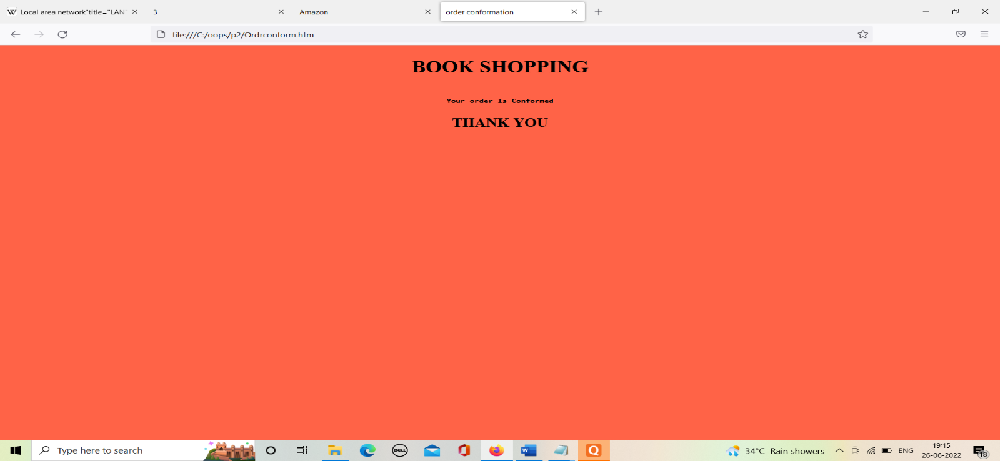 Local area network"title="LAN"
3
Amazon
order conformation
file:///C:/oops/p2/Ordrconform.htm
BOOK SHOPPING
Your order Is Conformed
THANK YOU
Type here to search
DELL
34°C Rain showers
ENG
19:15
26-06-2022
18